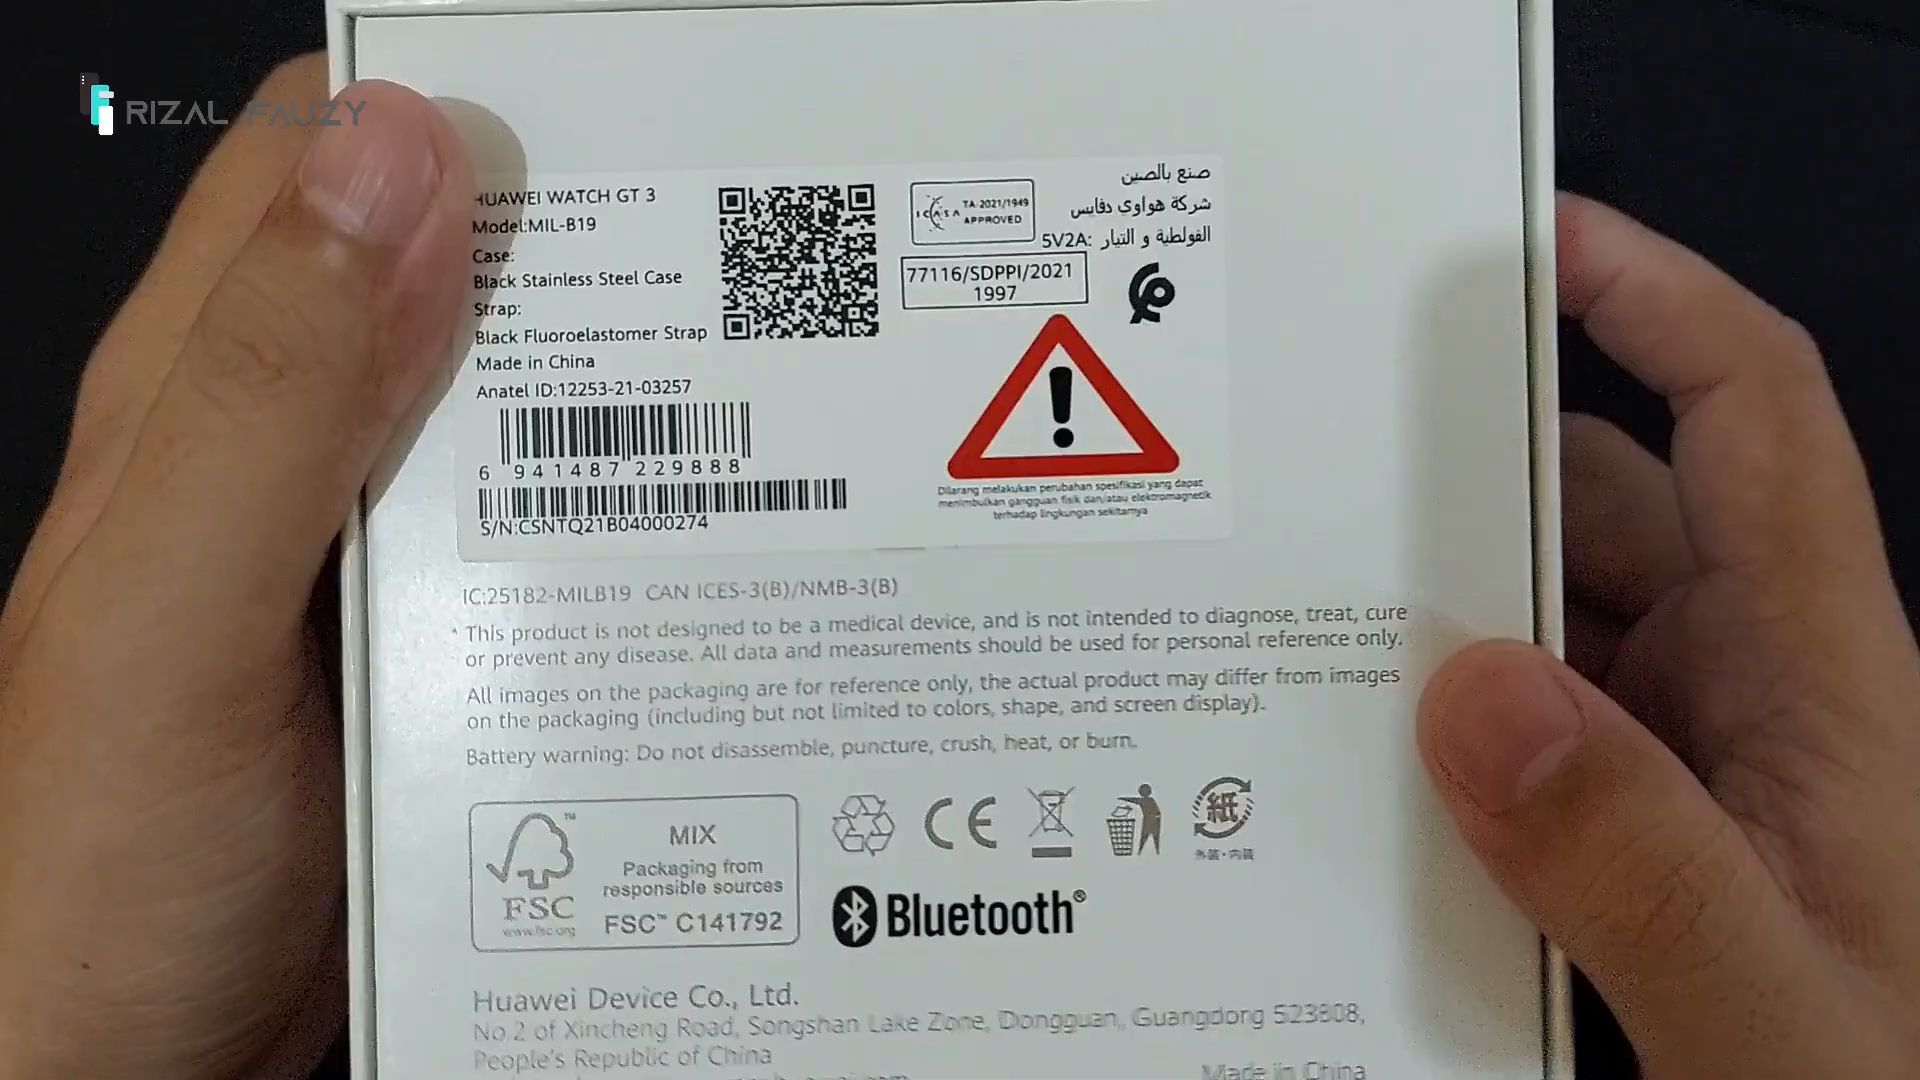 RIZAL FAUZY
HUAWEI WATCH GT 3
Model:MIL-B19
Case:
Black Stainless Steel Case
Strap:
Black Fluoroelastomer Strap
Made in China
Anatel ID:12253-21-03257
6 941487 229888
S/N:CSNTQ21B04000274
ICASA
TA-2021/1949
APPROVED
77116/SDPPI/2021
1997
صنع بالصين
شركة هواوي دفايس
الفولطية و التيار :5V2A
Dilarang melakukan perubahan spesifikasi yang dapat
menimbulkan gangguan fisik dan/atau elektromagnetik
terhadap lingkungan sekitarnya
IC:25182-MILB19 CAN ICES-3(B)/NMB-3(B)
* This product is not designed to be a medical device, and is not intended to diagnose, treat, cure
or prevent any disease. All data and measurements should be used for personal reference only.
All images on the packaging are for reference only, the actual product may differ from images
on the packaging (including but not limited to colors, shape, and screen display).
Battery warning: Do not disassemble, puncture, crush, heat, or burn.
FSC
www.fsc.org
MIX
Packaging from
responsible sources
FSC™ C141792
CE
紙
外装・内装
Bluetooth®
Huawei Device Co., Ltd.
No.2 of Xincheng Road, Songshan Lake Zone, Dongguan, Guangdong 523808,
People's Republic of China
Made in China